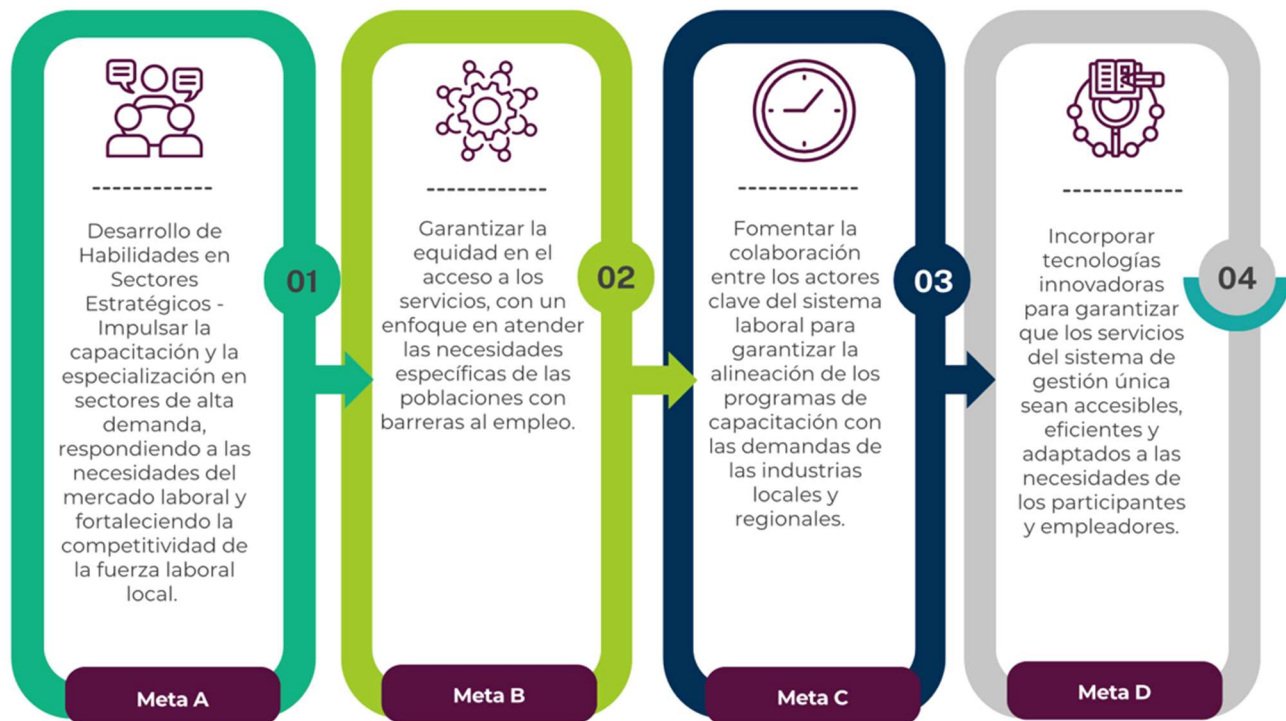 Desarrollo de
Habilidades en
Sectores
Estratégicos -
Impulsar la
capacitación y la
especialización en
sectores de alta
demanda,
respondiendo a las
necesidades del
mercado laboral y
fortaleciendo la
competitividad de
la fuerza laboral
local.
01
Meta A
Garantizar la
equidad en el
acceso a los
servicios, con un
enfoque en atender
las necesidades
específicas de las
poblaciones con
barreras al empleo.
02
Meta B
Fomentar la
colaboración
entre los actores
clave del sistema
laboral para
garantizar la
alineación de los
programas de
capacitación con
las demandas de
las industrias
locales y
regionales.
03
Meta C
Incorporar
tecnologías
innovadoras
para garantizar
que los servicios
del sistema de
gestión única
sean accesibles,
eficientes y
adaptados a las
necesidades de
los participantes
y empleadores.
04
Meta D